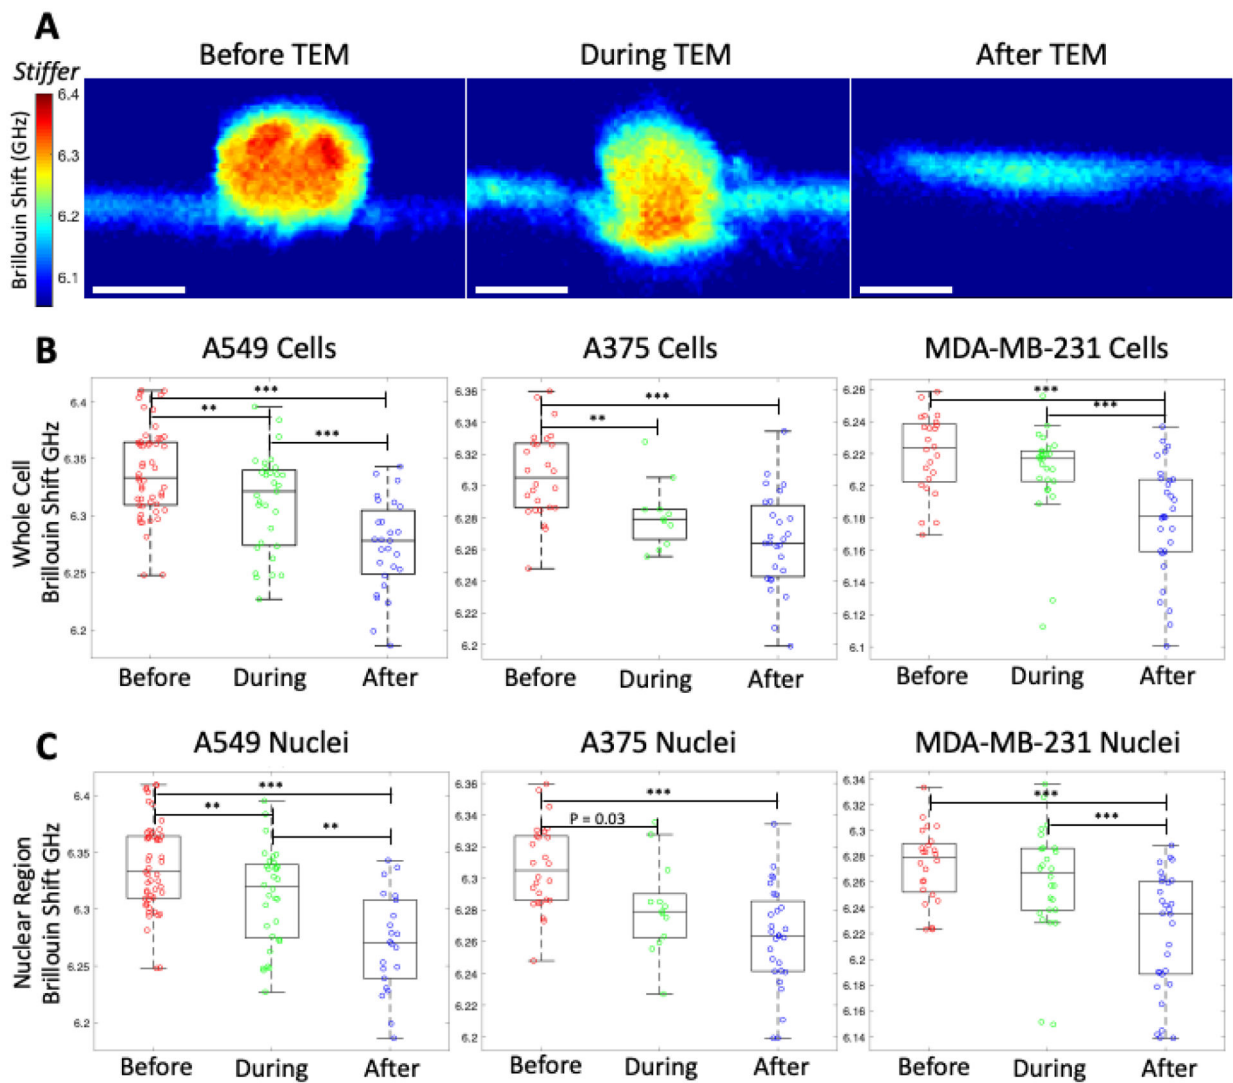 A
Before TEM
During TEM
After TEM
Stiffer
Brillouin Shift (GHz)
6.4
6.3
6.2
6.1
B
A549 Cells
A375 Cells
MDA-MB-231 Cells
Whole Cell
Brillouin Shift GHz
6.4
6.35
6.3
6.25
6.2
***
**
***
Before
During
After
6.36
6.34
6.32
6.3
6.28
6.26
6.24
6.22
6.2
***
**
Before
During
After
6.26
6.24
6.22
6.2
6.18
6.16
6.14
6.12
6.1
***
***
Before
During
After
C
A549 Nuclei
A375 Nuclei
MDA-MB-231 Nuclei
Nuclear Region
Brillouin Shift GHz
6.4
6.35
6.3
6.25
6.2
***
**
**
Before
During
After
6.36
6.34
6.32
6.3
6.28
6.26
6.24
6.22
6.2
***
P = 0.03
Before
During
After
6.34
6.32
6.3
6.28
6.26
6.24
6.22
6.2
6.18
6.16
6.14
***
***
Before
During
After